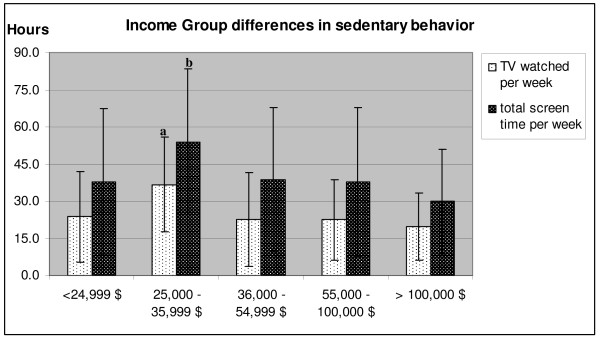 Income Group differences in sedentary behavior
Hours
90.0
75.0
60.0
45.0
30.0
15.0
0.0
a
b
<24,999 $
25,000 -
35,999 $
36,000 -
54,999 $
55,000 -
100,000 $
> 100,000 $
TV watched
per week
total screen
time per week